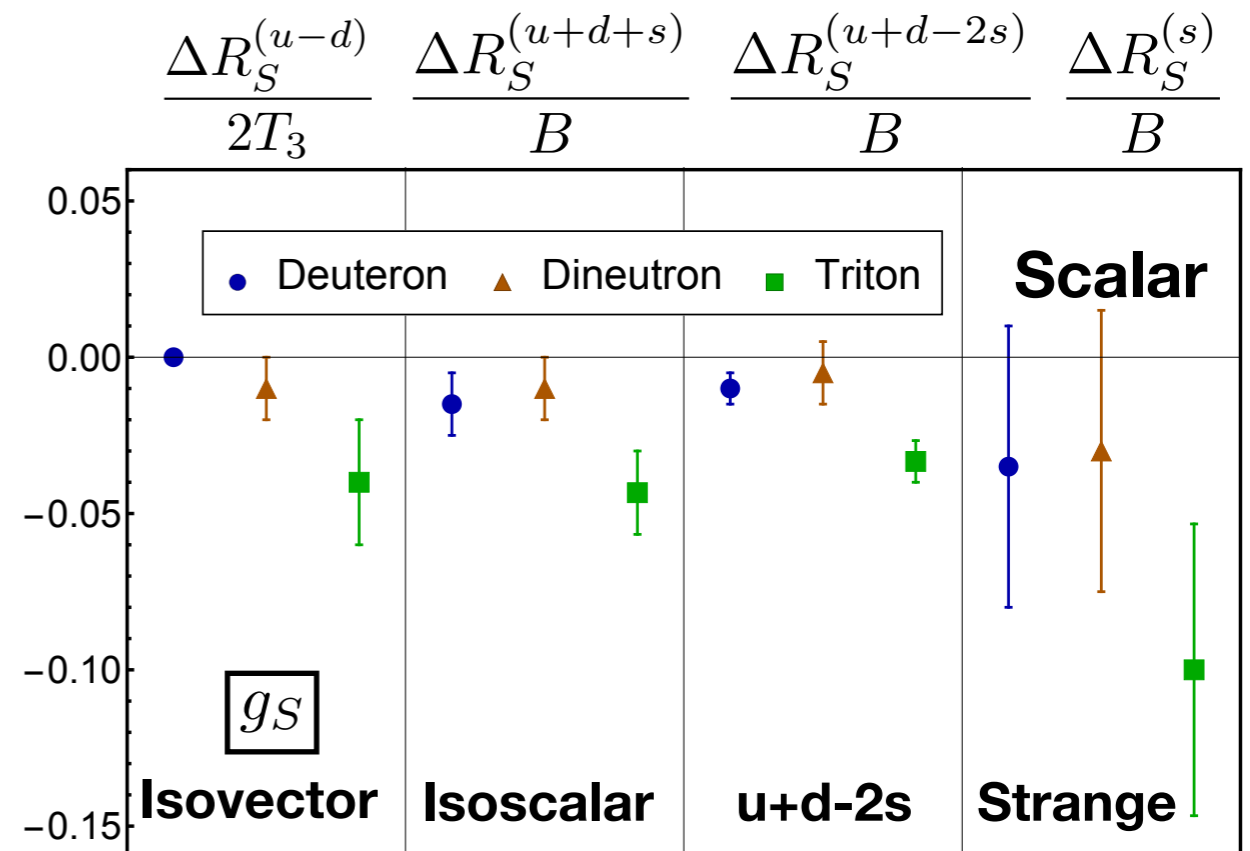 ΔR_S^{(u−d)} / 2T_3
ΔR_S^{(u+d+s)} / B
ΔR_S^{(u+d−2s)} / B
ΔR_S^{(s)} / B
0.05
Deuteron Dineutron Triton
Scalar
0.00
−0.05
−0.10
g_S
Isovector Isoscalar u+d-2s Strange
−0.15